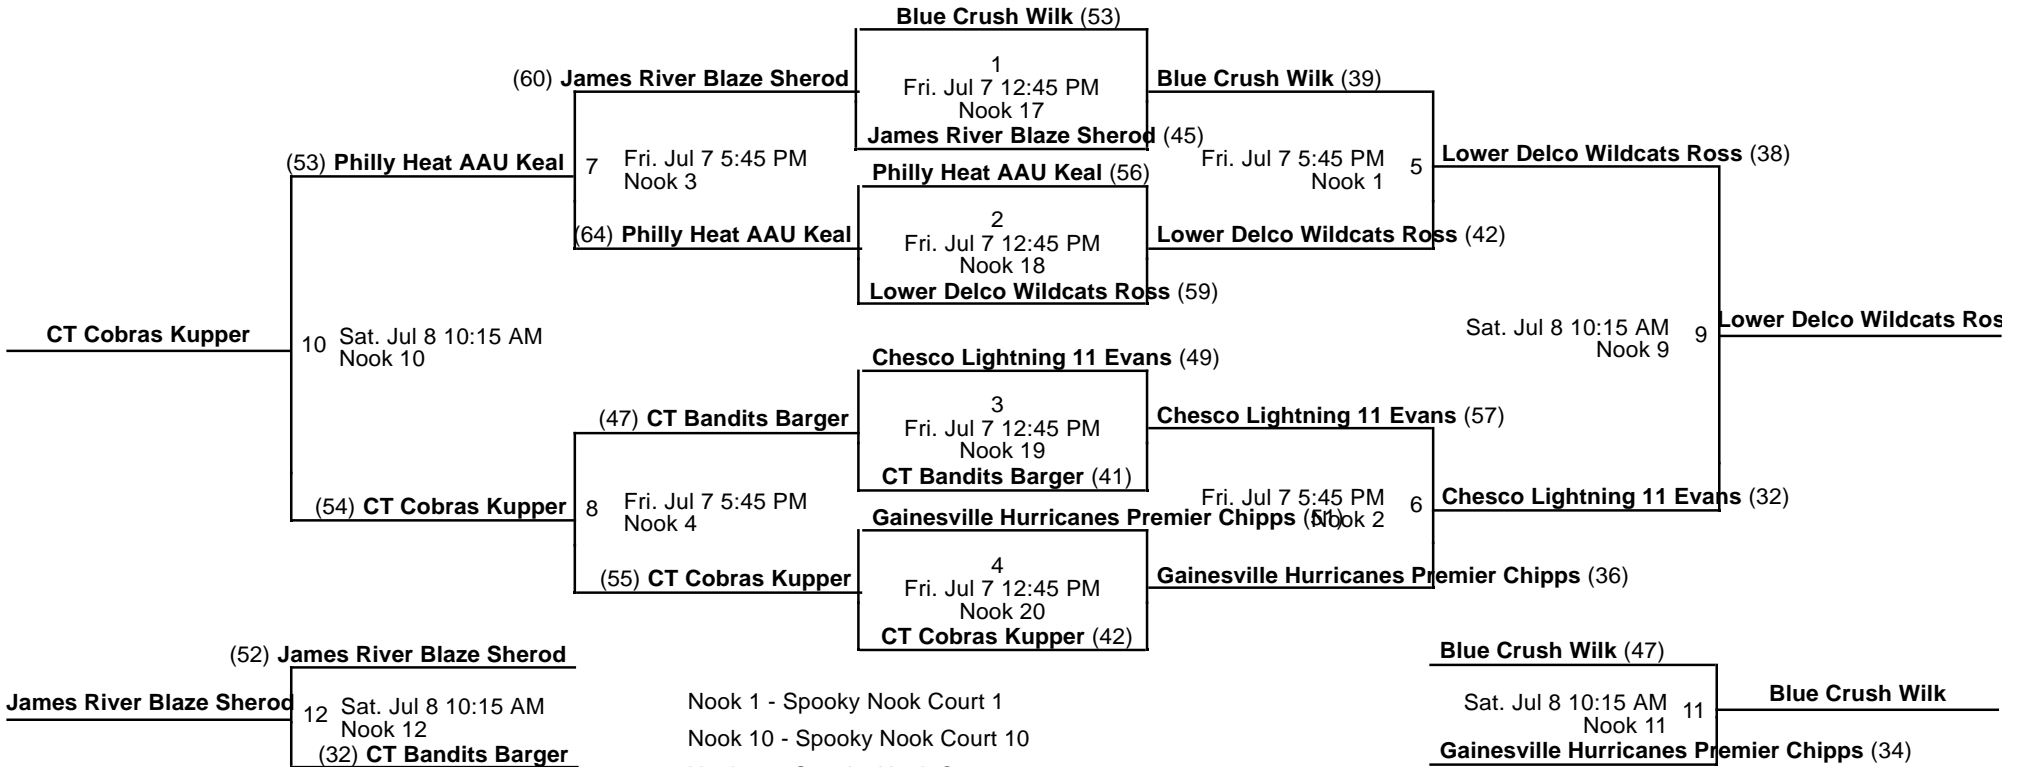 Blue Crush Wilk (53)
1
Fri. Jul 7 12:45 PM
Nook 17
James River Blaze Sherod (45)
(60) James River Blaze Sherod
Blue Crush Wilk (39)
(53) Philly Heat AAU Keal
7 Fri. Jul 7 5:45 PM
Nook 3
Fri. Jul 7 5:45 PM 5
Nook 1
Lower Delco Wildcats Ross (38)
Philly Heat AAU Keal (56)
2
Fri. Jul 7 12:45 PM
Nook 18
Lower Delco Wildcats Ross (59)
(64) Philly Heat AAU Keal
Lower Delco Wildcats Ross (42)
CT Cobras Kupper
10 Sat. Jul 8 10:15 AM
Nook 10
Sat. Jul 8 10:15 AM 9
Nook 9
Lower Delco Wildcats Ros
Chesco Lightning 11 Evans (49)
3
Fri. Jul 7 12:45 PM
Nook 19
CT Bandits Barger (41)
(47) CT Bandits Barger
Chesco Lightning 11 Evans (57)
(54) CT Cobras Kupper
8 Fri. Jul 7 5:45 PM
Nook 4
Fri. Jul 7 5:45 PM 6
Nook 2
Chesco Lightning 11 Evans (32)
Gainesville Hurricanes Premier Chipps (51)
4
Fri. Jul 7 12:45 PM
Nook 20
CT Cobras Kupper (42)
(55) CT Cobras Kupper
Gainesville Hurricanes Premier Chipps (36)
(52) James River Blaze Sherod
James River Blaze Sherod
12 Sat. Jul 8 10:15 AM
Nook 12
(32) CT Bandits Barger
Nook 1 - Spooky Nook Court 1
Nook 10 - Spooky Nook Court 10
Blue Crush Wilk (47)
Sat. Jul 8 10:15 AM 11
Nook 11
Blue Crush Wilk
Gainesville Hurricanes Premier Chipps (34)